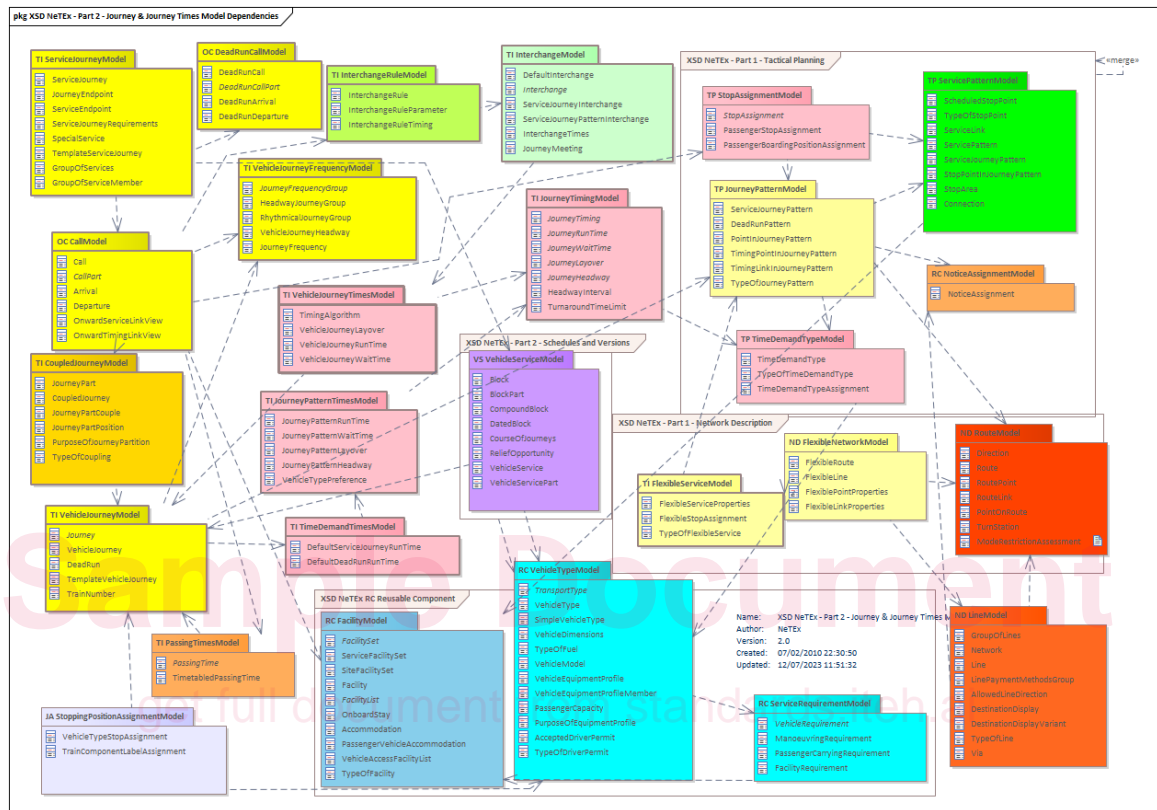 pkg XSD NeTEx - Part 2 - Journey & Journey Times Model Dependencies
TI ServiceJourneyModel
ServiceJourney
JourneyEndpoint
ServiceEndpoint
ServiceJourneyRequirements
SpecialService
TemplateServiceJourney
GroupOfServices
GroupOfServiceMember
OC DeadRunCallModel
DeadRunCall
DeadRunCallPart
DeadRunArrival
DeadRunDeparture
TI InterchangeRuleModel
InterchangeRule
InterchangeRuleParameter
InterchangeRuleTiming
TI InterchangeModel
DefaultInterchange
Interchange
ServiceJourneyInterchange
ServiceJourneyPatternInterchange
InterchangeTimes
JourneyMeeting
XSD NeTEx - Part 1 - Tactical Planning
«merge»
TP StopAssignmentModel
StopAssignment
PassengerStopAssignment
PassengerBoardingPositionAssignment
TP ServicePatternModel
ScheduledStopPoint
TypeOfStopPoint
ServiceLink
ServicePattern
ServiceJourneyPattern
StopPointInJourneyPattern
StopArea
Connection
TI VehicleJourneyFrequencyModel
JourneyFrequencyGroup
HeadwayJourneyGroup
RhythmicalJourneyGroup
VehicleJourneyHeadway
JourneyFrequency
TI JourneyTimingModel
JourneyTiming
JourneyRunTime
JourneyWaitTime
JourneyLayover
JourneyHeadway
HeadwayInterval
TurnaroundTimeLimit
TP JourneyPatternModel
ServiceJourneyPattern
DeadRunPattern
PointInJourneyPattern
TimingPointInJourneyPattern
TimingLinkInJourneyPattern
TypeOfJourneyPattern
OC CallModel
Call
CallPart
Arrival
Departure
OnwardServiceLinkView
OnwardTimingLinkView
RC NoticeAssignmentModel
NoticeAssignment
TI VehicleJourneyTimesModel
TimingAlgorithm
VehicleJourneyLayover
VehicleJourneyRunTime
VehicleJourneyWaitTime
TP TimeDemandTypeModel
TimeDemandType
TypeOfTimeDemandType
TimeDemandTypeAssignment
XSD NeTEx - Part 2 - Schedules and Versions
VS VehicleServiceModel
Block
BlockPart
CompoundBlock
DatedBlock
CourseOfJourneys
ReliefOpportunity
VehicleService
VehicleServicePart
TI CoupledJourneyModel
JourneyPart
CoupledJourney
JourneyPartCouple
JourneyPartPosition
PurposeOfJourneyPartition
TypeOfCoupling
TI JourneyPatternTimesModel
JourneyPatternRunTime
JourneyPatternWaitTime
JourneyPatternLayover
JourneyPatternHeadway
VehicleTypePreference
XSD NeTEx - Part 1 - Network Description
ND FlexibleNetworkModel
FlexibleRoute
FlexibleLine
FlexiblePointProperties
FlexibleLinkProperties
ND RouteModel
Direction
Route
RoutePoint
RouteLink
PointOnRoute
TurnStation
ModeRestrictionAssessment
TI FlexibleServiceModel
FlexibleServiceProperties
FlexibleStopAssignment
TypeOfFlexibleService
TI VehicleJourneyModel
Journey
VehicleJourney
DeadRun
TemplateVehicleJourney
TrainNumber
TI TimeDemandTimesModel
DefaultServiceJourneyRunTime
DefaultDeadRunRunTime
Sample Document
XSD NeTEx RC Reusable Component
RC FacilityModel
FacilitySet
ServiceFacilitySet
SiteFacilitySet
Facility
FacilityList
OnboardStay
Accommodation
PassengerVehicleAccommodation
VehicleAccessFacilityList
TypeOfFacility
RC VehicleTypeModel
TransportType
VehicleType
SimpleVehicleType
VehicleDimensions
TypeOfFuel
VehicleModel
VehicleEquipmentProfile
VehicleEquipmentProfileMember
PassengerCapacity
PurposeOfEquipmentProfile
AcceptedDriverPermit
TypeOfDriverPermit
Name: XSD NeTEx - Part 2 - Journey & Journey Times M
Author: NeTEx
Version: 2.0
Created: 07/02/2010 22:30:50
Updated: 12/07/2023 11:51:32
ND LineModel
GroupOfLines
Network
Line
LinePaymentMethodsGroup
AllowedLineDirection
DestinationDisplay
DestinationDisplayVariant
TypeOfLine
Via
TI PassingTimesModel
PassingTime
TimetabledPassingTime
RC ServiceRequirementModel
VehicleRequirement
ManoeuvringRequirement
PassengerCarryingRequirement
FacilityRequirement
JA StoppingPositionAssignmentModel
VehicleTypeStopAssignment
TrainComponentLabelAssignment